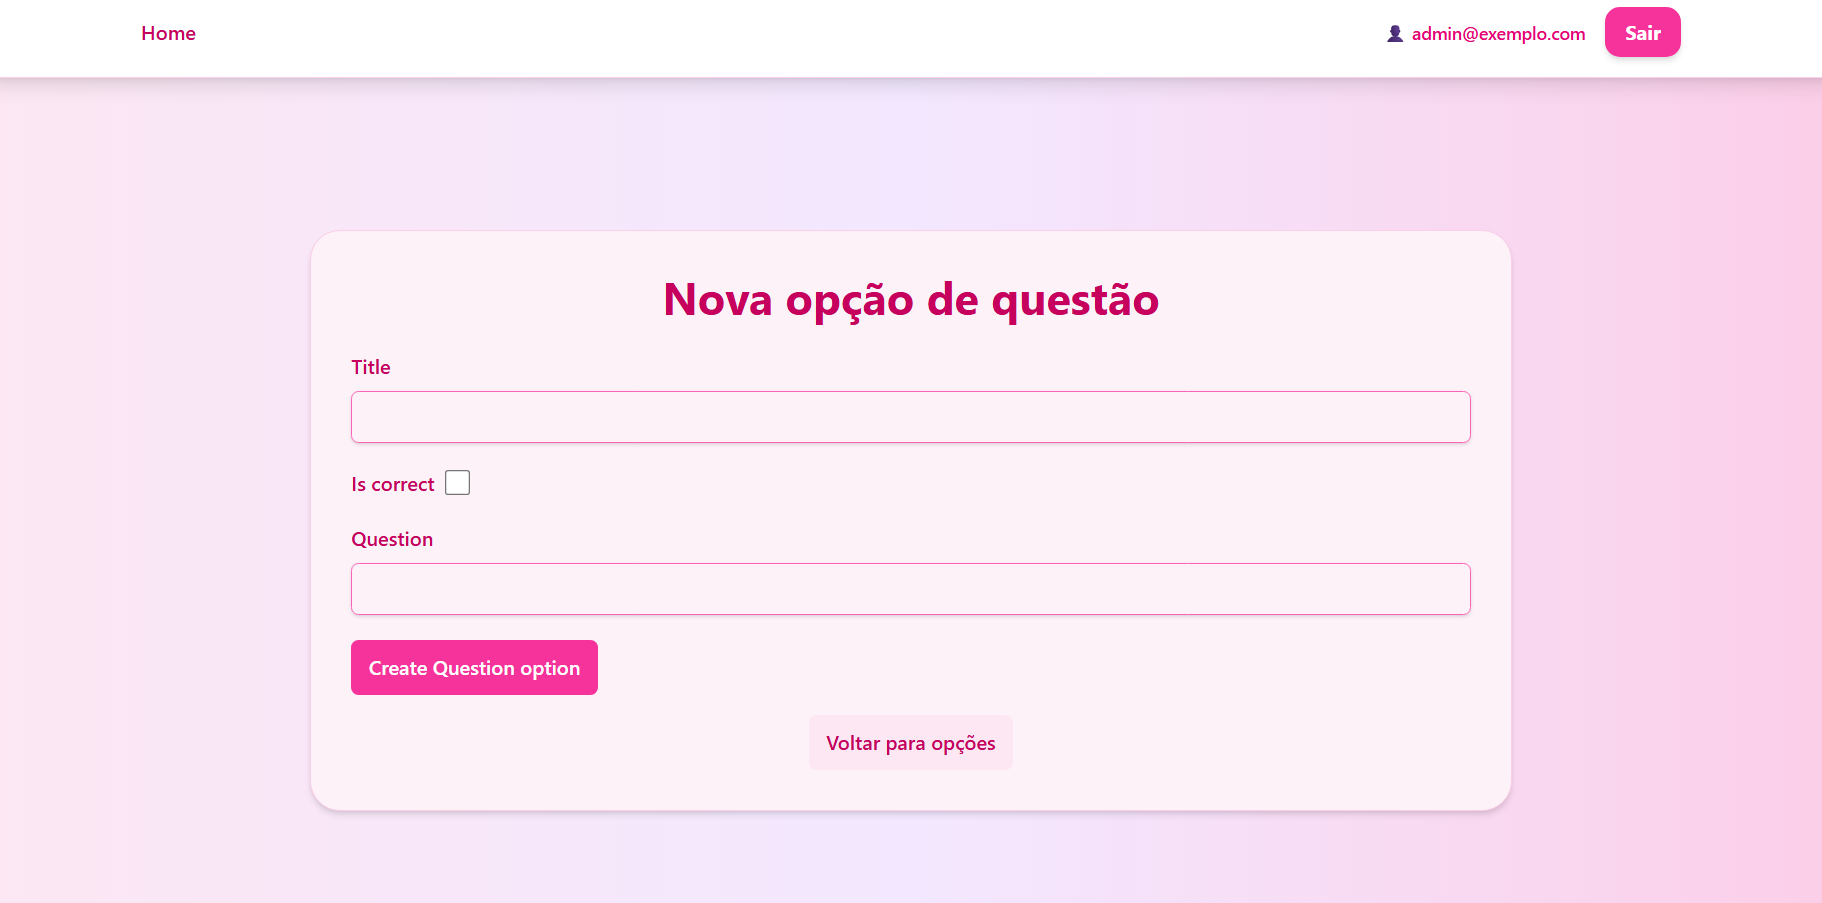 Home
admin@exemplo.com
Sair
Nova opção de questão
Title
Is correct
Question
Create Question option
Voltar para opções